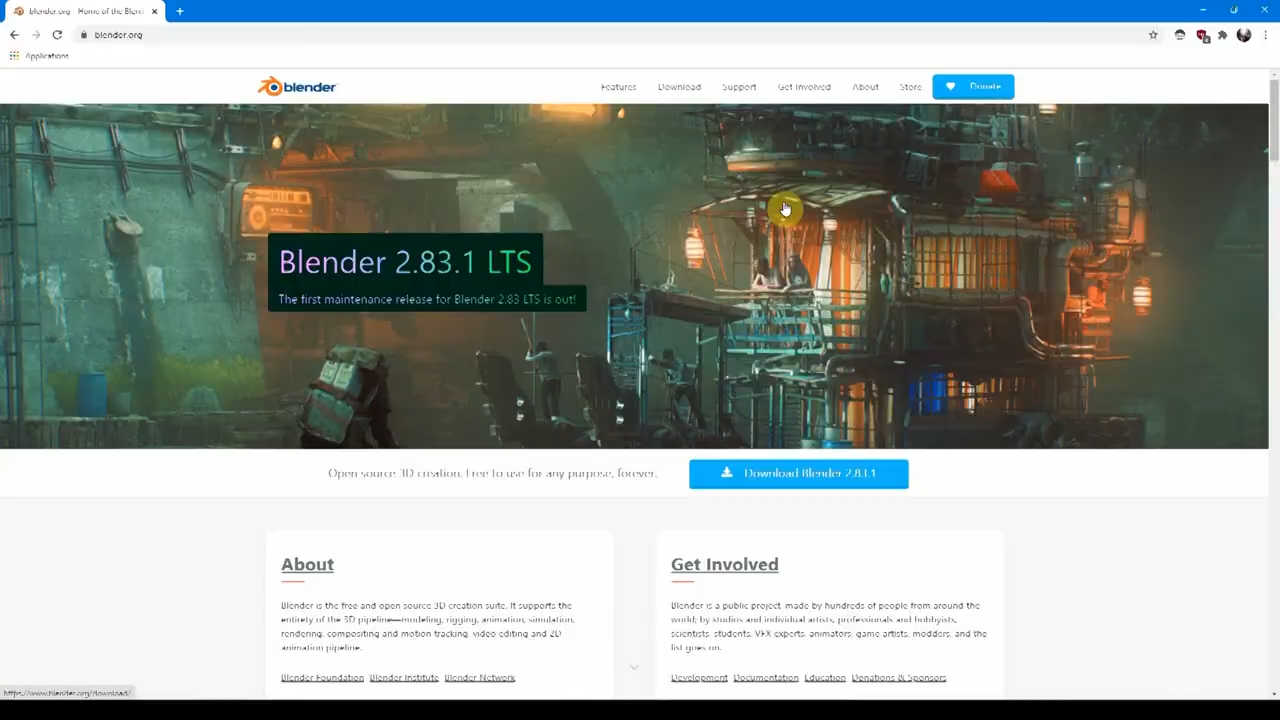 blender.org - Home of the Blen
blender.org
Applications
blender
Features
Download
Support
Get Involved
About
Store
Donate
Blender 2.83.1 LTS
The first maintenance release for Blender 2.83 LTS is out!
Open source 3D creation. Free to use for any purpose, forever.
Download Blender 2.83.1
About
Blender is the free and open source 3D creation suite. It supports the
entirety of the 3D pipeline—modeling, rigging, animation, simulation,
rendering, compositing and motion tracking, video editing and 2D
animation pipeline.
Blender Foundation Blender Institute Blender Network
Get Involved
Blender is a public project, made by hundreds of people from around the
world; by studios and individual artists, professionals and hobbyists,
scientists, students, VFX experts, animators, game artists, modders, and the
list goes on.
Development Documentation Education Donations & Sponsors
https://www.blender.org/download/